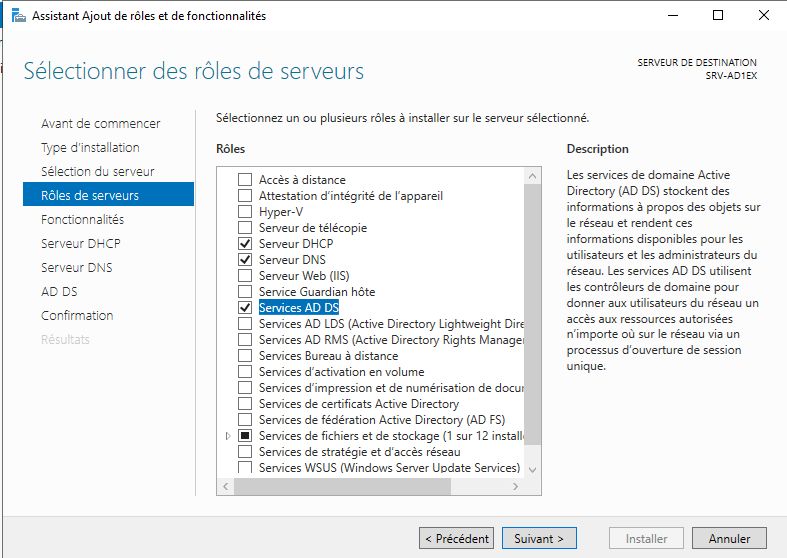 Assistant Ajout de rôles et de fonctionnalités
Sélectionner des rôles de serveurs
SERVEUR DE DESTINATION
SRV-AD1EX
Avant de commencer
Type d'installation
Sélection du serveur
Rôles de serveurs
Fonctionnalités
Serveur DHCP
Serveur DNS
AD DS
Confirmation
Résultats
Sélectionnez un ou plusieurs rôles à installer sur le serveur sélectionné.
Rôles
Accès à distance
Attestation d'intégrité de l'appareil
Hyper-V
Serveur de télécopie
Serveur DHCP
Serveur DNS
Serveur Web (IIS)
Service Guardian hôte
Services AD DS
Services AD LDS (Active Directory Lightweight Dire
Services AD RMS (Active Directory Rights Manager
Services Bureau à distance
Services d'activation en volume
Services d'impression et de numérisation de docu
Services de certificats Active Directory
Services de fédération Active Directory (AD FS)
Services de fichiers et de stockage (1 sur 12 install
Services de stratégie et d'accès réseau
Services WSUS (Windows Server Update Services)
Description
Les services de domaine Active
Directory (AD DS) stockent des
informations à propos des objets sur
le réseau et rendent ces
informations disponibles pour les
utilisateurs et les administrateurs du
réseau. Les services AD DS utilisent
les contrôleurs de domaine pour
donner aux utilisateurs du réseau un
accès aux ressources autorisées
n'importe où sur le réseau via un
processus d'ouverture de session
unique.
< Précédent
Suivant >
Installer
Annuler